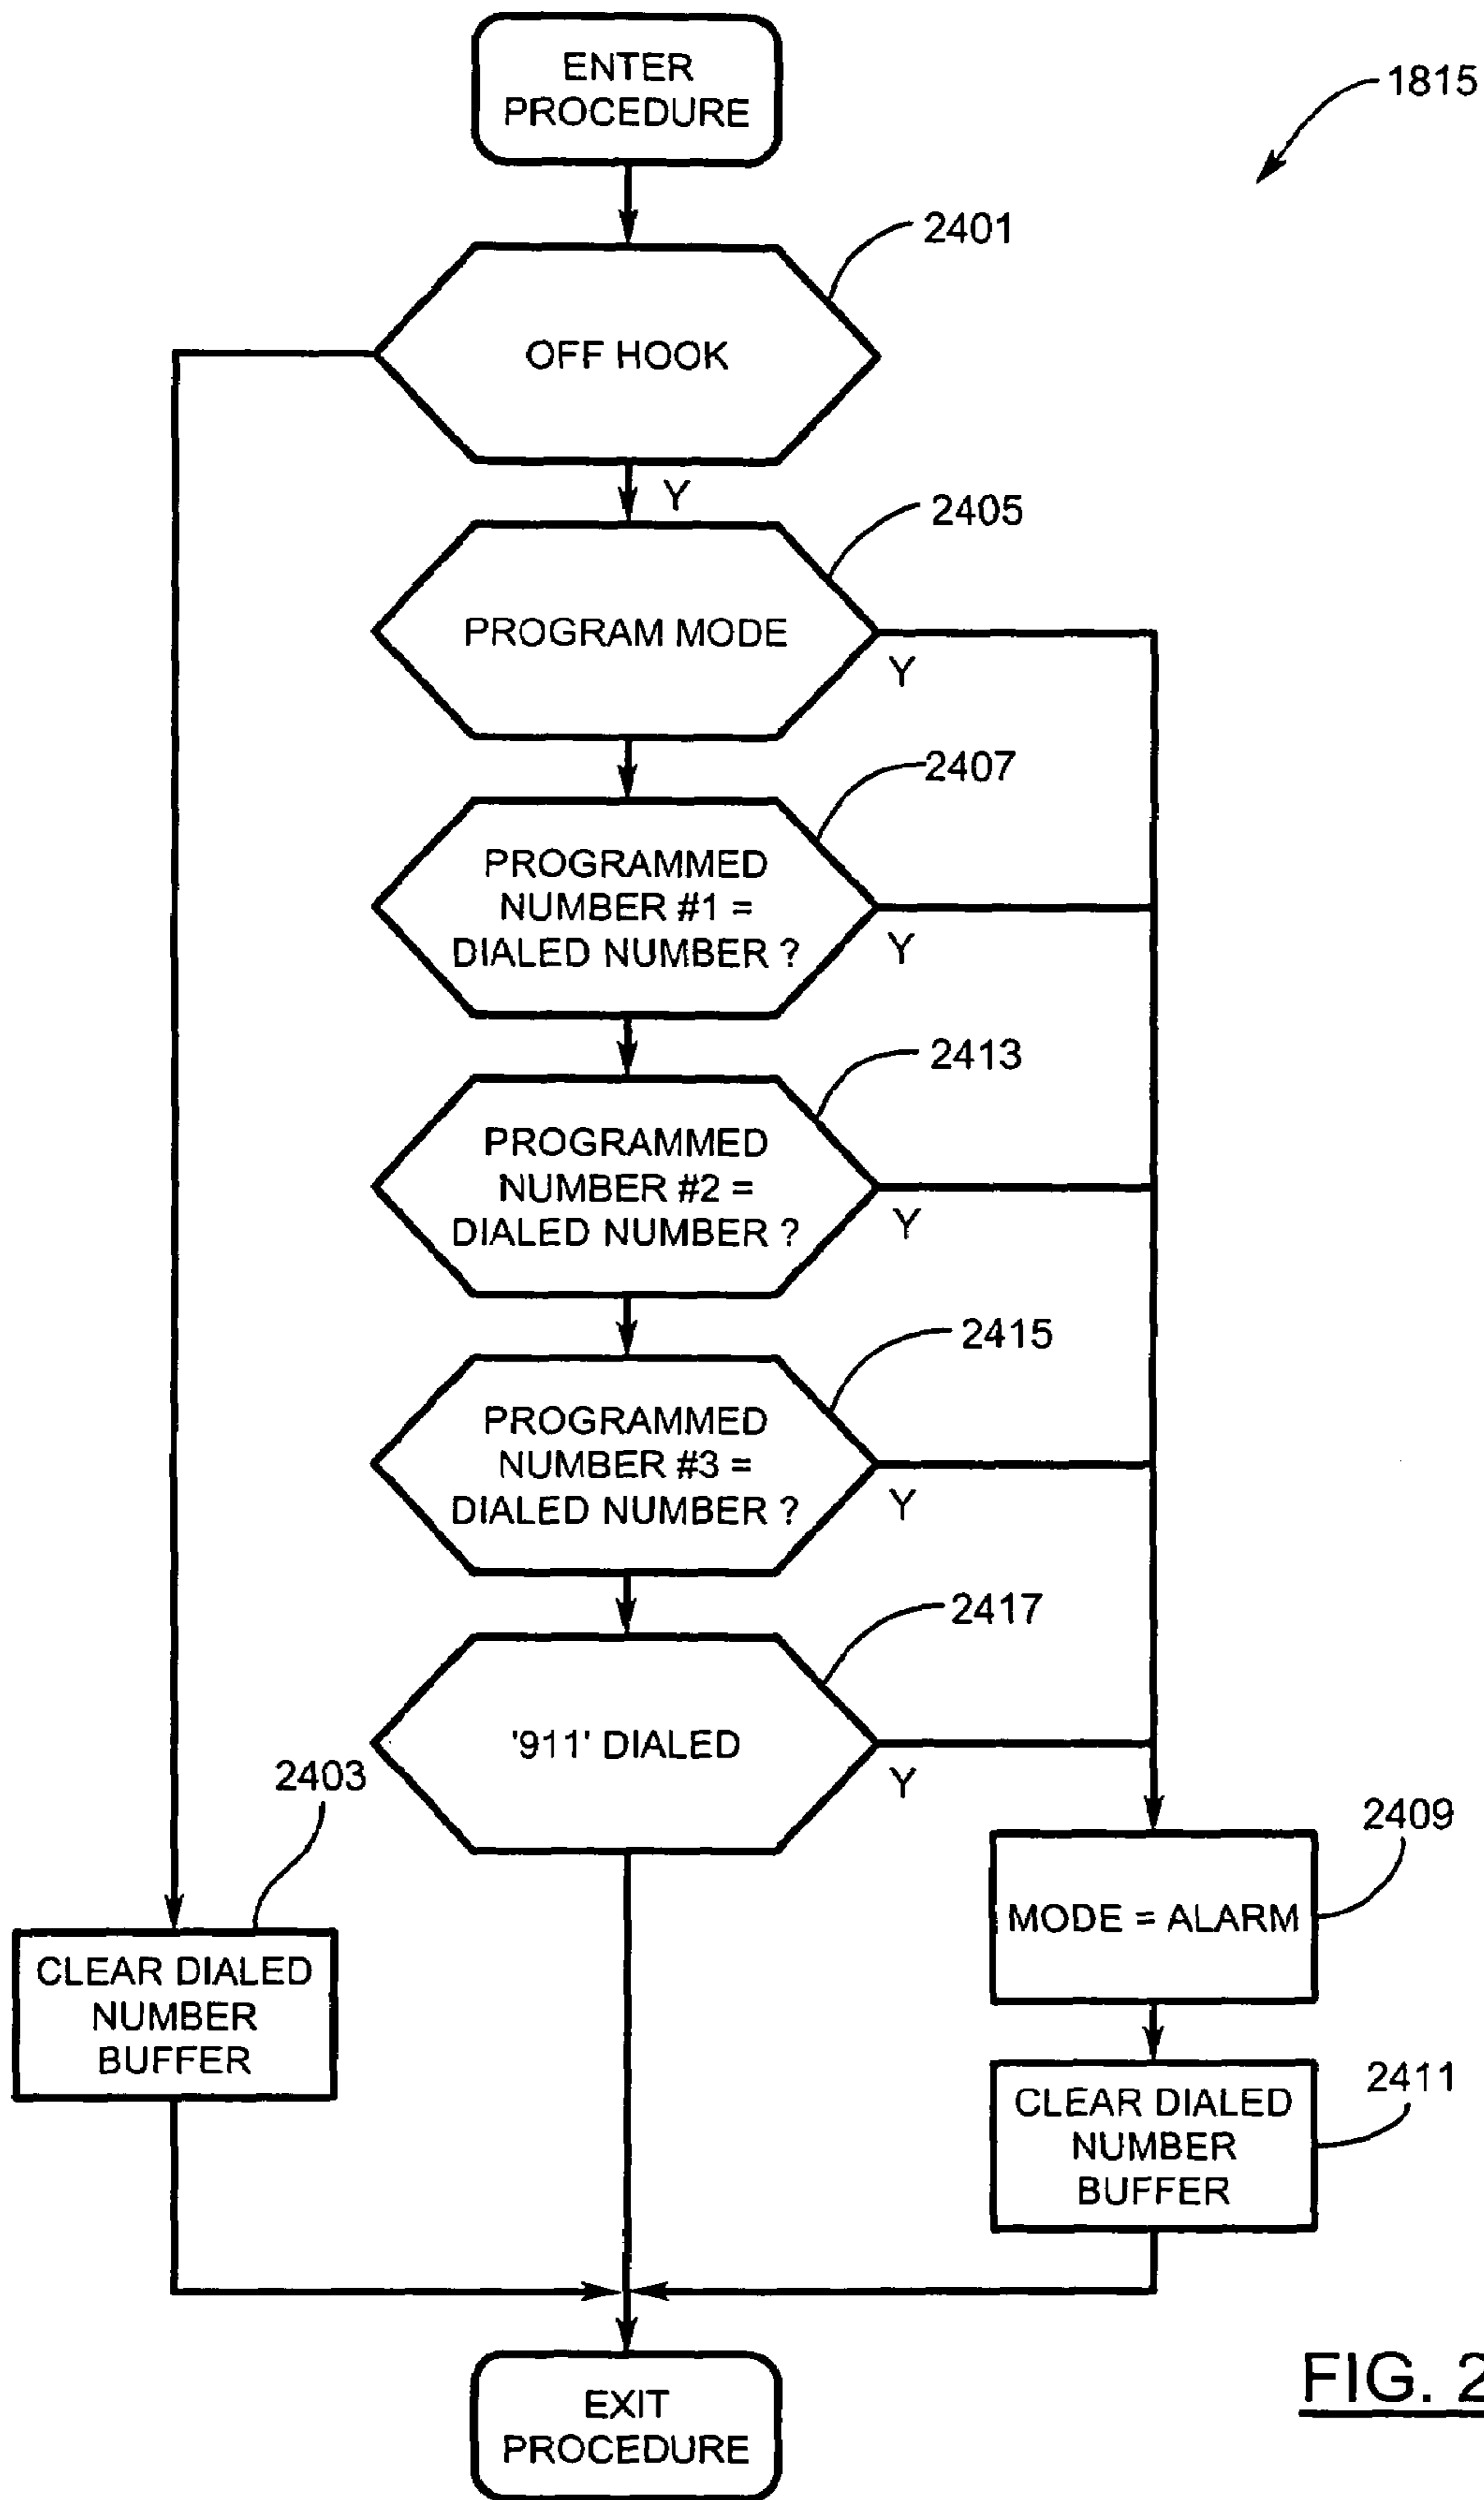 ENTER
PROCEDURE
1815
2401
OFF HOOK
Y
2405
PROGRAM MODE
Y
2407
PROGRAMMED
NUMBER #1 =
DIALED NUMBER ?
Y
2413
PROGRAMMED
NUMBER #2 =
DIALED NUMBER ?
Y
2415
PROGRAMMED
NUMBER #3 =
DIALED NUMBER ?
Y
2417
'911' DIALED
Y
2403
CLEAR DIALED
NUMBER
BUFFER
2409
MODE = ALARM
2411
CLEAR DIALED
NUMBER
BUFFER
EXIT
PROCEDURE
FIG. 2